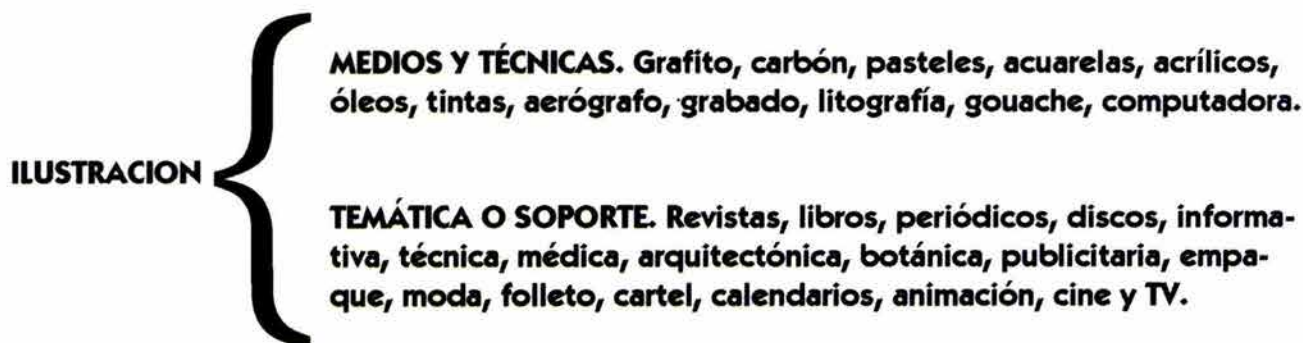 MEDIOS Y TÉCNICAS. Grafito, carbón, pasteles, acuarelas, acrílicos,
óleos, tintas, aerógrafo, grabado, litografía, gouache, computadora.
ILUSTRACION
TEMÁTICA O SOPORTE. Revistas, libros, periódicos, discos, informa-
tiva, técnica, médica, arquitectónica, botánica, publicitaria, empa-
que, moda, folleto, cartel, calendarios, animación, cine y TV.